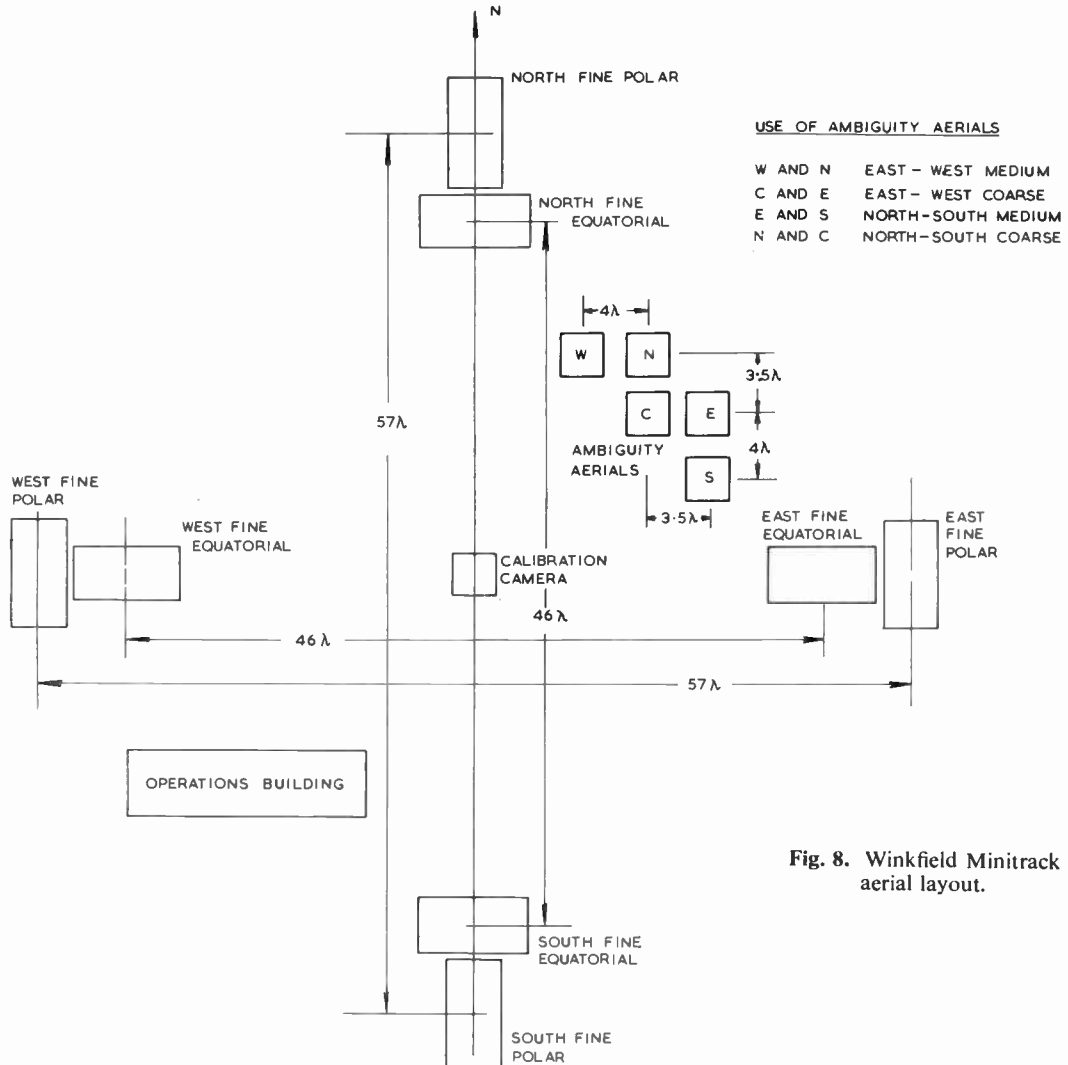 N
NORTH FINE POLAR
USE OF AMBIGUITY AERIALS
W AND N EAST-WEST MEDIUM
C AND E EAST-WEST COARSE
E AND S NORTH-SOUTH MEDIUM
N AND C NORTH-SOUTH COARSE
NORTH FINE
EQUATORIAL
4λ
W
N
3·5λ
57λ
C
E
AMBIGUITY
AERIALS
4λ
S
3·5λ
WEST FINE
POLAR
WEST FINE
EQUATORIAL
EAST FINE
EQUATORIAL
EAST
FINE
POLAR
CALIBRATION
CAMERA
46λ
46λ
57λ
OPERATIONS BUILDING
Fig. 8. Winkfield Minitrack
aerial layout.
SOUTH FINE
EQUATORIAL
SOUTH FINE
POLAR